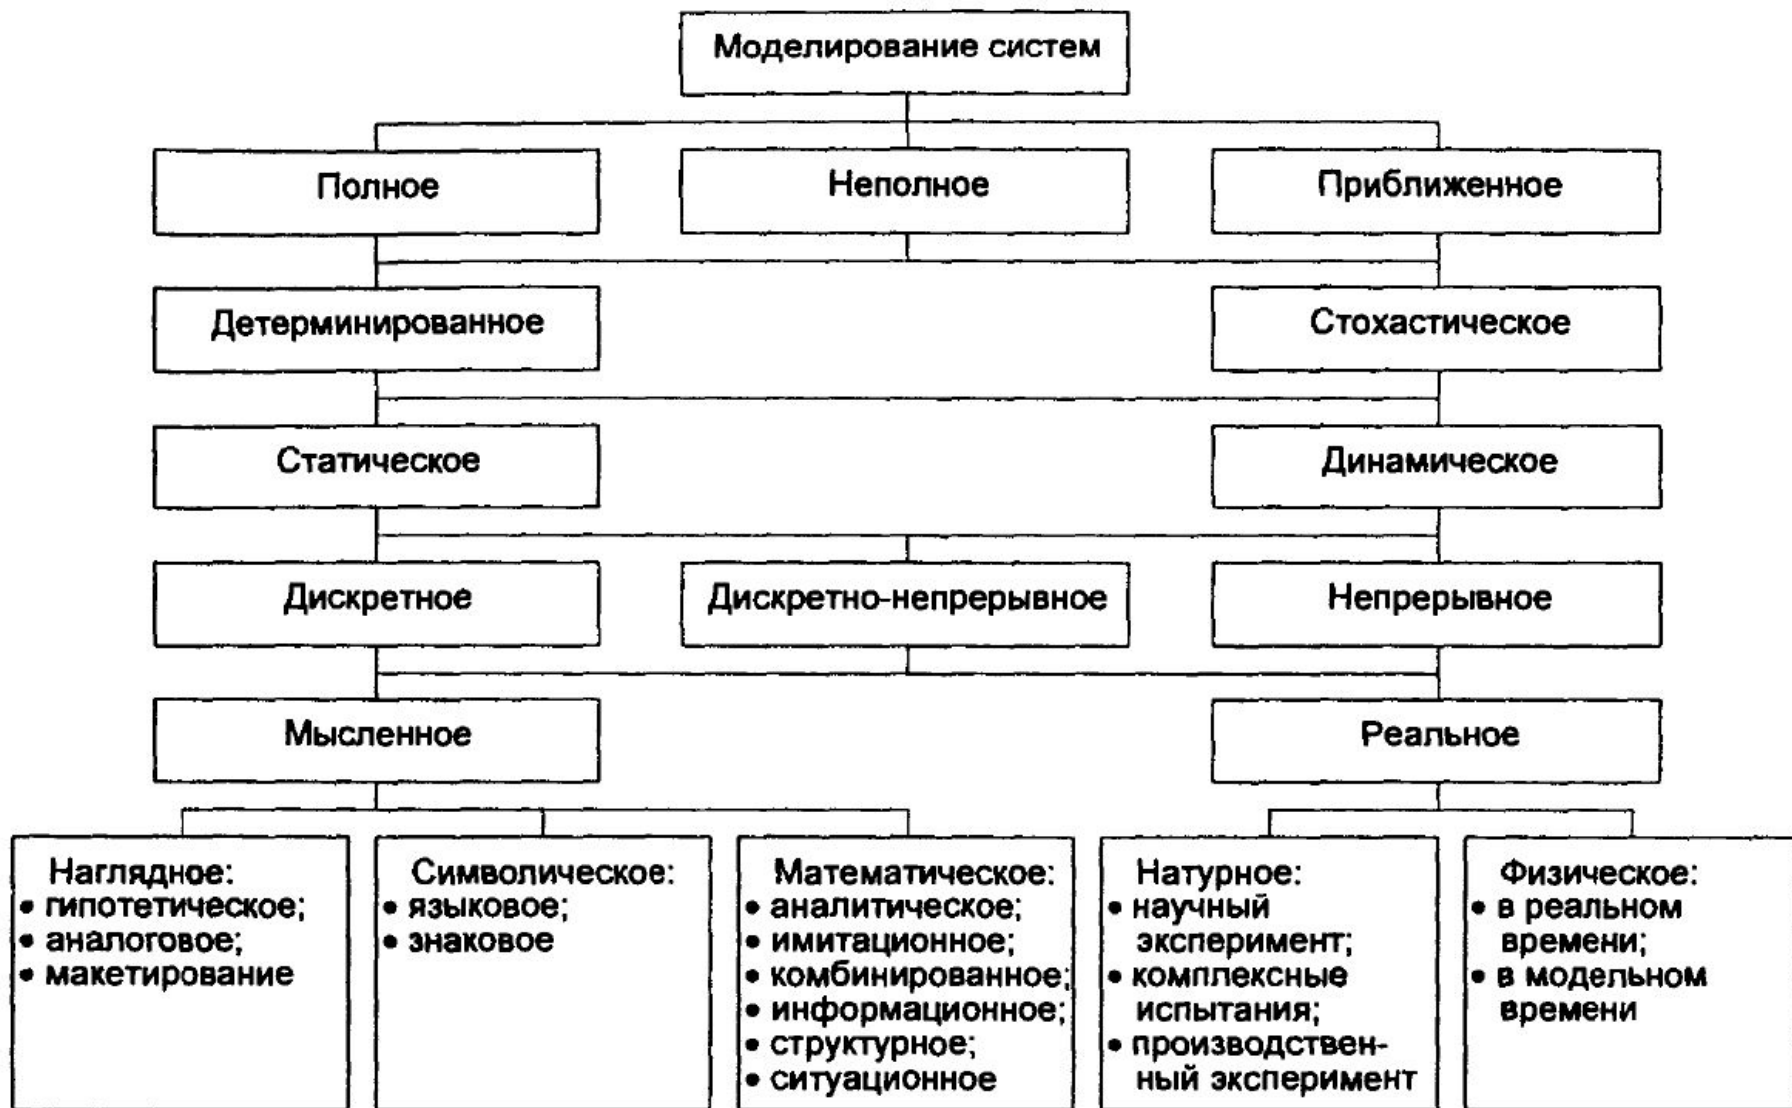 Моделирование систем
Полное
Неполное
Приближенное
Детерминированное
Стохастическое
Статическое
Динамическое
Дискретное
Дискретно-непрерывное
Непрерывное
Мысленное
Реальное
Наглядное:
• гипотетическое;
• аналоговое;
• макетирование
Символическое:
• языковое;
• знаковое
Математическое:
• аналитическое;
• имитационное;
• комбинированное;
• информационное;
• структурное;
• ситуационное
Натурное:
• научный
эксперимент;
• комплексные
испытания;
• производствен-
ный эксперимент
Физическое:
• в реальном
времени;
• в модельном
времени